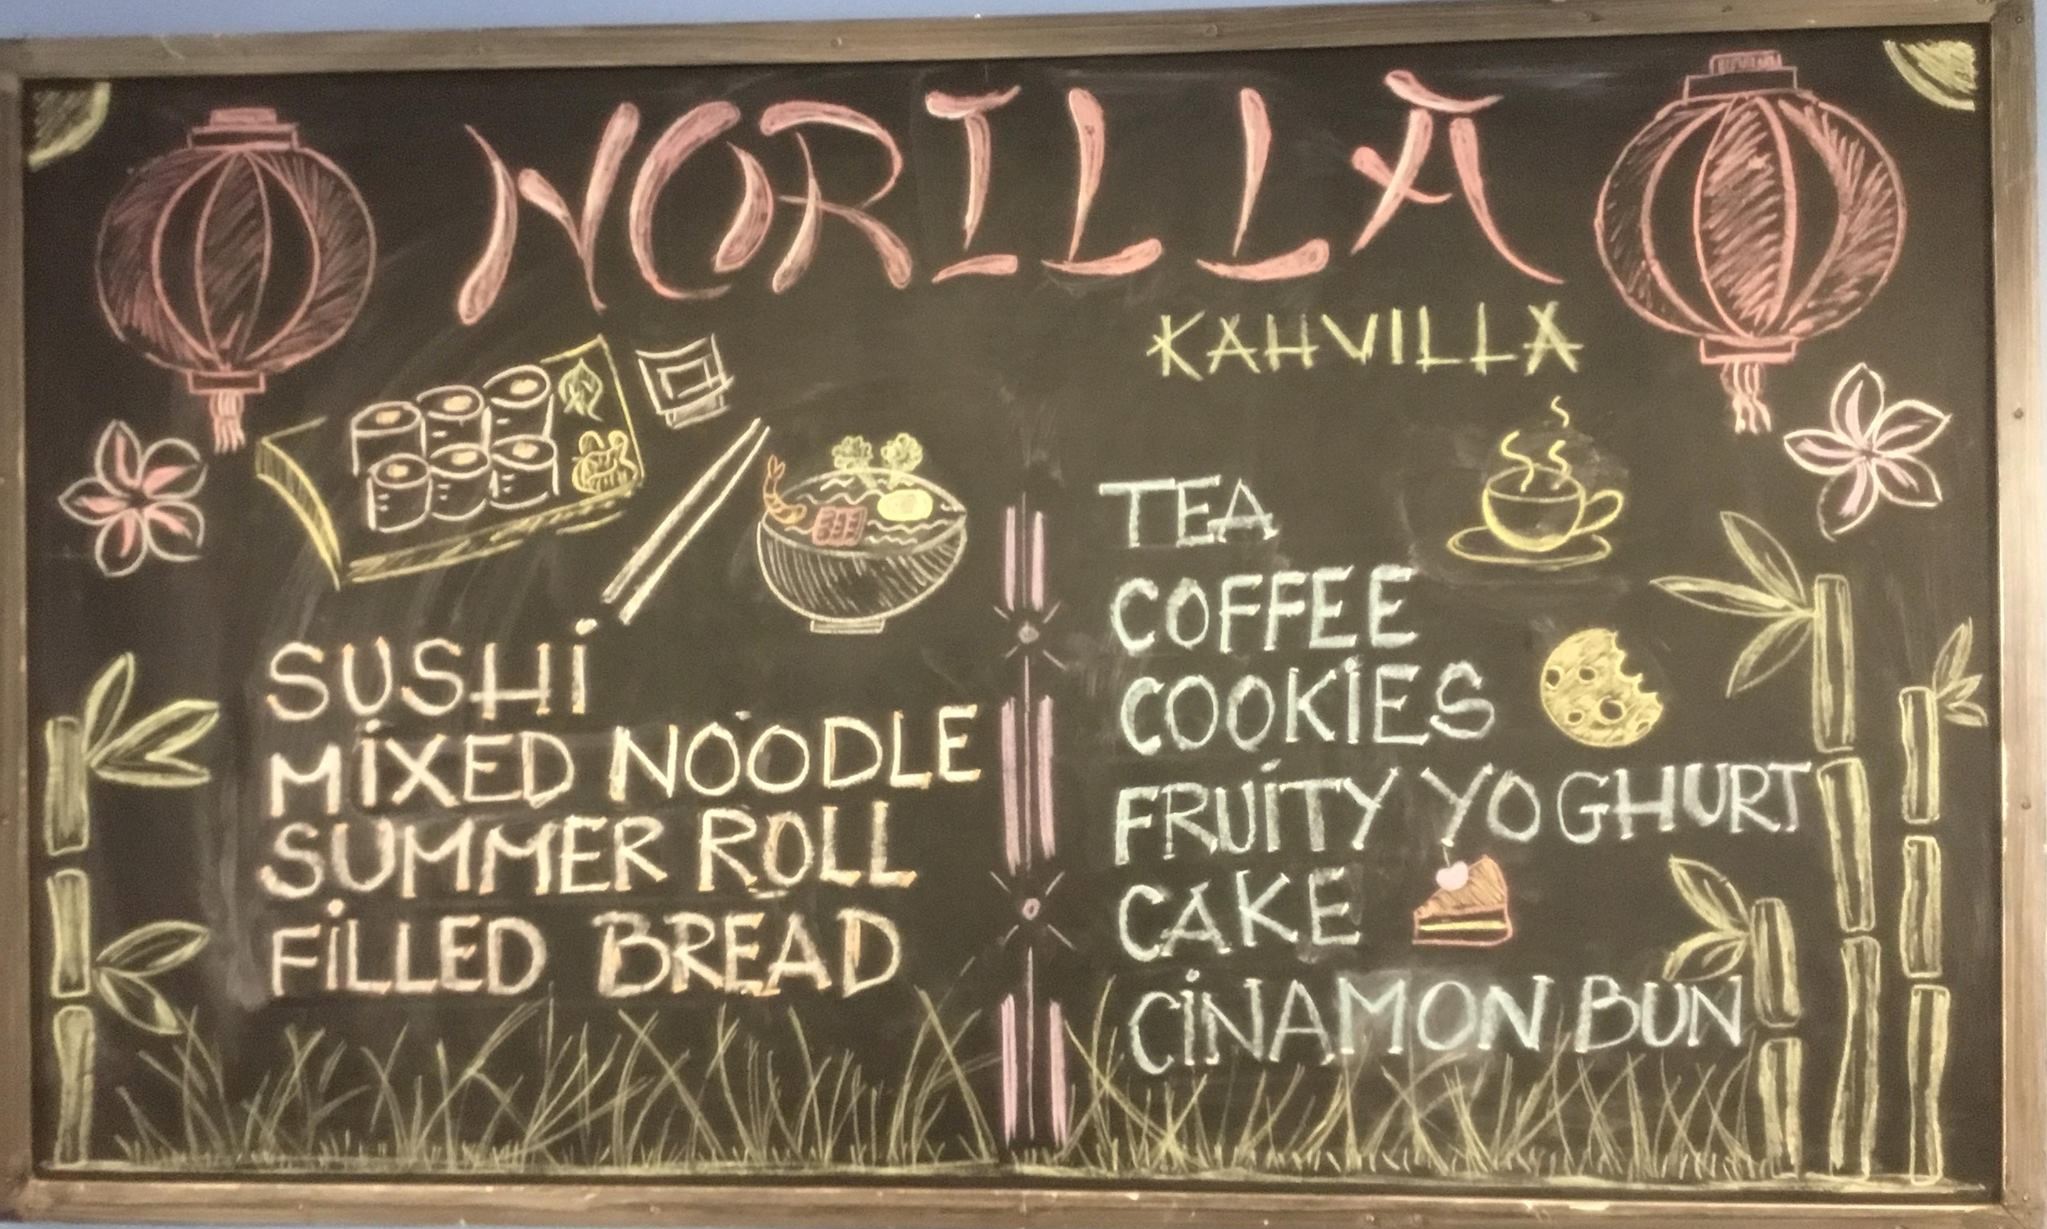 NORILLA
KAHVILLA
SUSHi
MiXED NOODLE
SUMMER ROLL
FiLLED BREAD
TEA
COFFEE
COOKiES
FRUiTY YOGHURT
CAKE
CiNAMON BUN